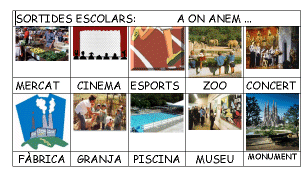 SORTIDES ESCOLARS: A ON ANEM ...
MERCAT CINEMA ESPORTS ZOO CONCERT
FÀBRICA GRANJA PISCINA MUSEU MONUMENT